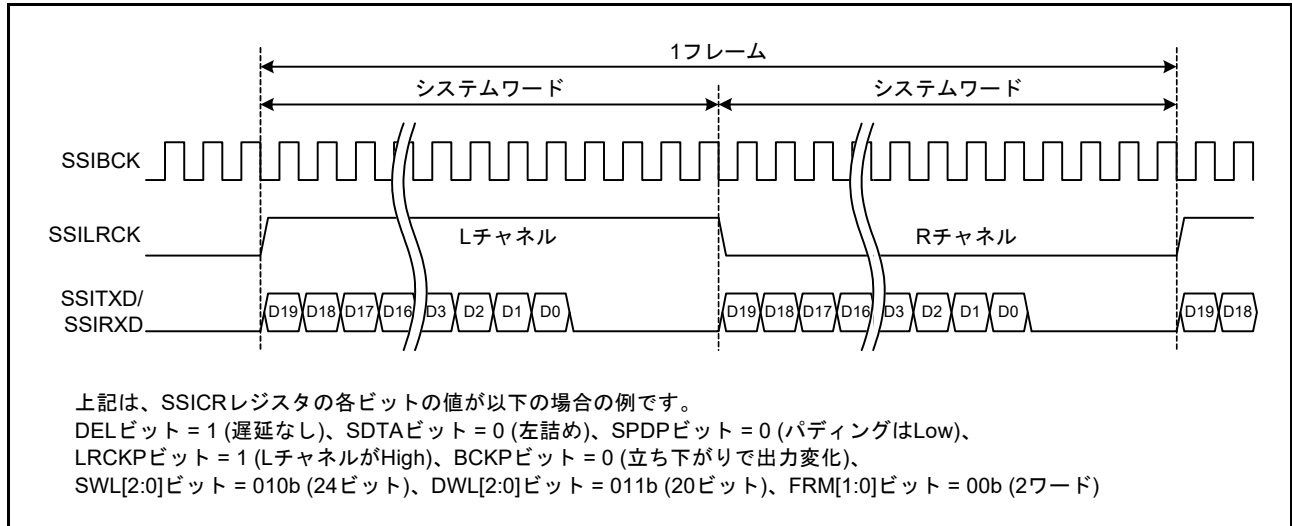 1フレーム
システムワード システムワード
SSIBCK
SSILRCK Lチャネル Rチャネル
SSITXD/
SSIRXD
D19 D18 D17 D16 D3 D2 D1 D0 D19 D18 D17 D16 D3 D2 D1 D0 D19 D18
上記は、SSICRレジスタの各ビットの値が以下の場合の例です。
DELビット = 1 (遅延なし)、SDTAビット = 0 (左詰め)、SPDPビット = 0 (パディングはLow)、
LRCKPビット = 1 (LチャネルがHigh)、BCKPビット = 0 (立ち下がりで出力変化)、
SWL[2:0]ビット = 010b (24ビット)、DWL[2:0]ビット = 011b (20ビット)、FRM[1:0]ビット = 00b (2ワード)